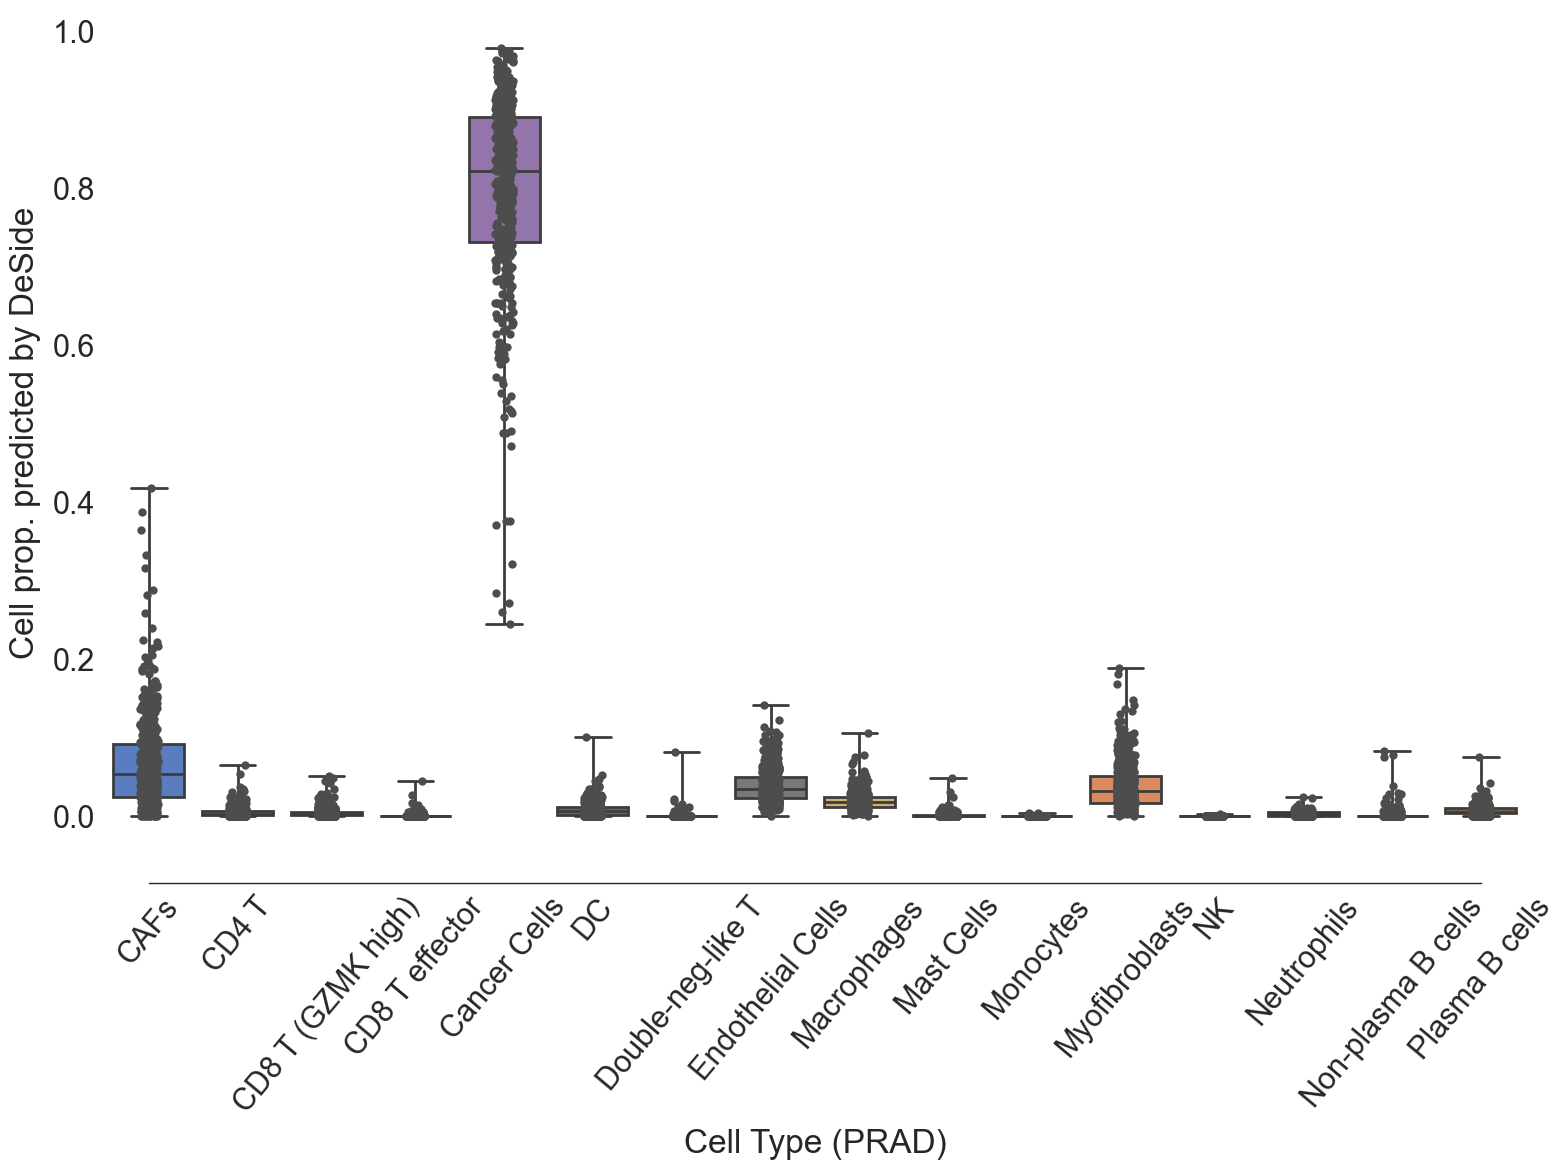 Cell prop. predicted by DeSide
1.0
0.8
0.6
0.4
0.2
0.0
CAFs
CD4 T
CD8 T (GZMK high)
CD8 T effector
Cancer Cells
DC
Double-neg-like T
Endothelial Cells
Macrophages
Mast Cells
Monocytes
Myofibroblasts
NK
Neutrophils
Non-plasma B cells
Plasma B cells
Cell Type (PRAD)